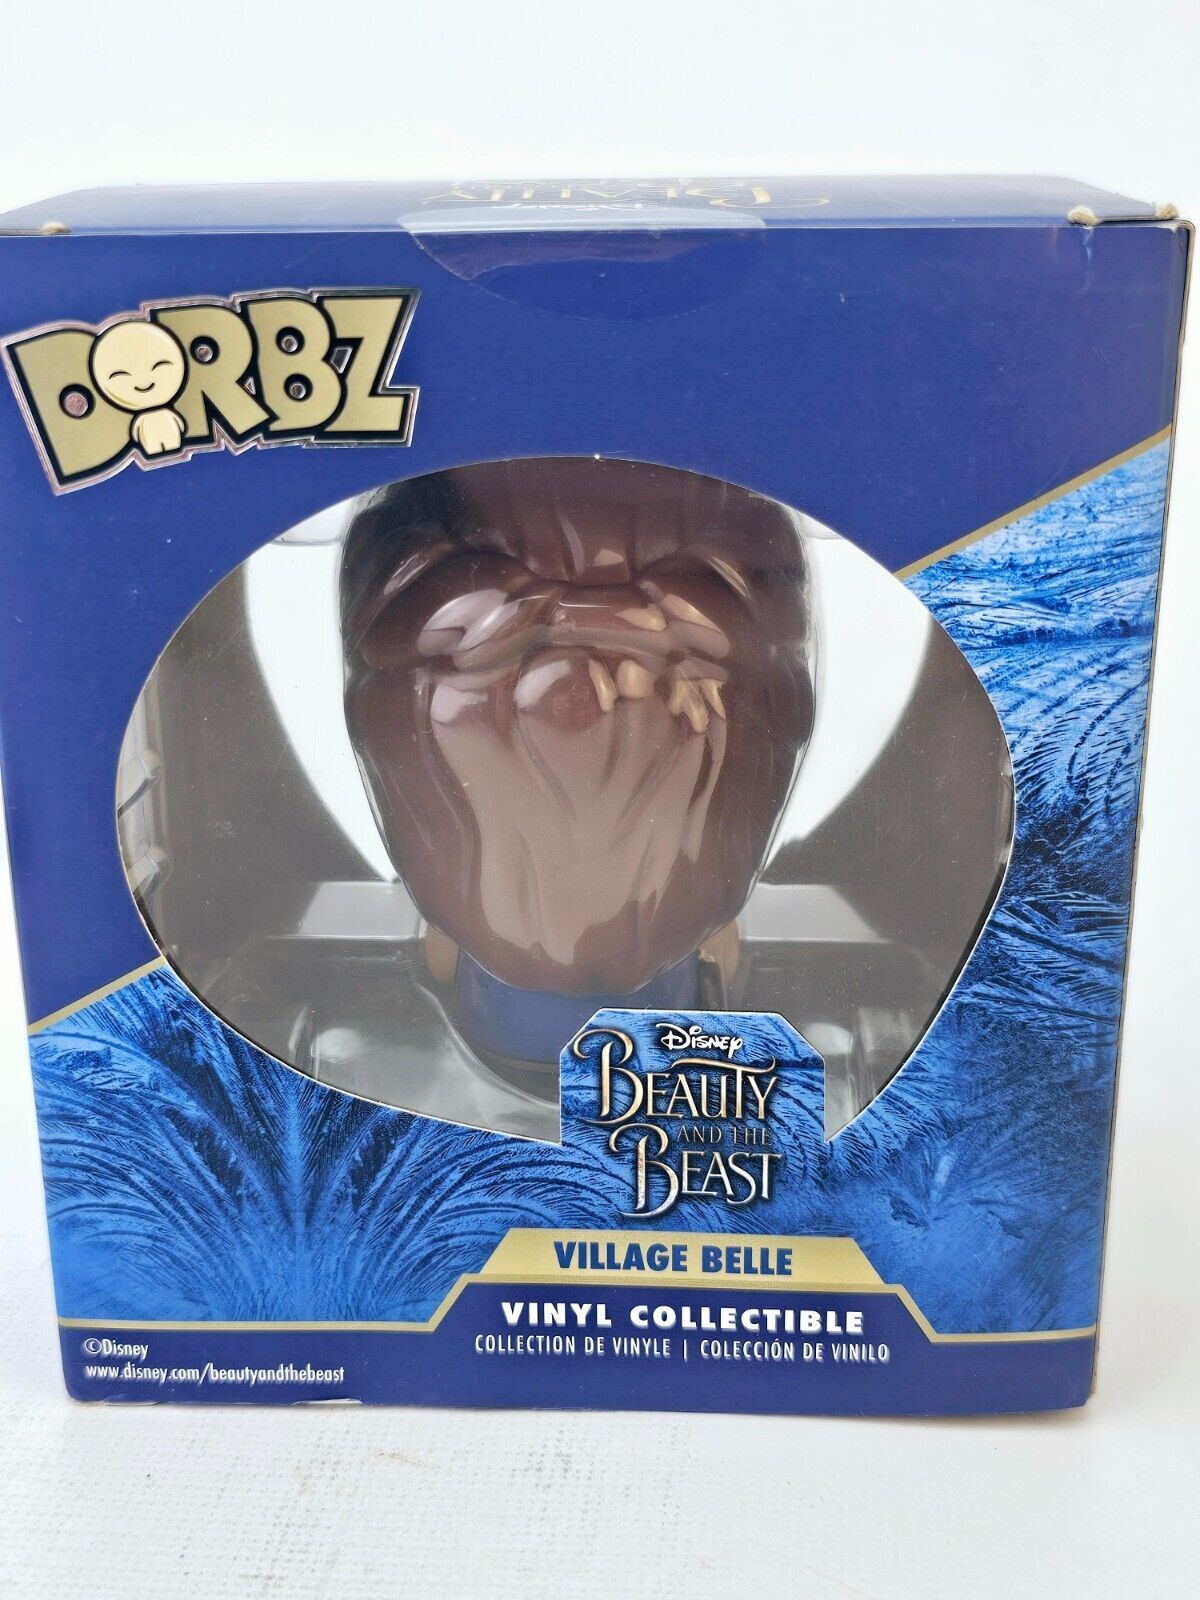 DORBZ
Disney
BEAUTY
AND THE
BEAST
VILLAGE BELLE
VINYL COLLECTIBLE
COLLECTION DE VINYLE | COLECCIÓN DE VINILO
©Disney
www.disney.com/beautyandthebeast